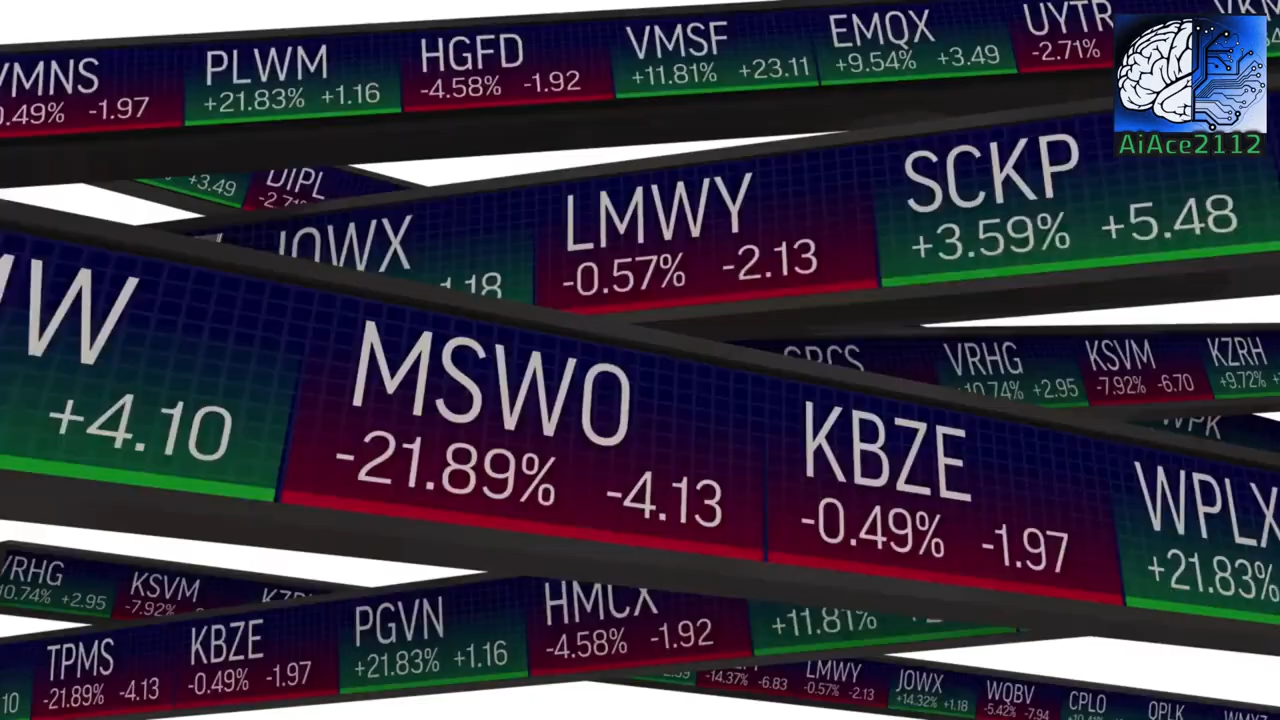 PLWM
+21.83% +1.16
HGFD
-4.58% -1.92
VMSF
+11.81% +23.11
EMQX
+9.54% +3.49
UYTR
-2.71%
-1.97
AiAce2112
+3.49
DIPL
LMWY
-0.57% -2.13
SCKP
+3.59% +5.48
JOWX
+4.10
MSWO
-21.89% -4.13
KBZE
-0.49% -1.97
WPLX
+21.83%
VRHG
+2.95
KSVM
-7.92% -6.70
KZRH
+9.72%
VRHG
+2.95
KSVM
-7.92%
TPMS
-21.89% -4.13
KBZE
-0.49% -1.97
PGVN
+21.83% +1.16
HMCX
-4.58% -1.92
+11.81%
-14.37% -6.83
LMWY
-0.57% -2.13
JOWX
+14.32% +1.18
WQBV
-5.42% -7.94
CPLO
QPLK